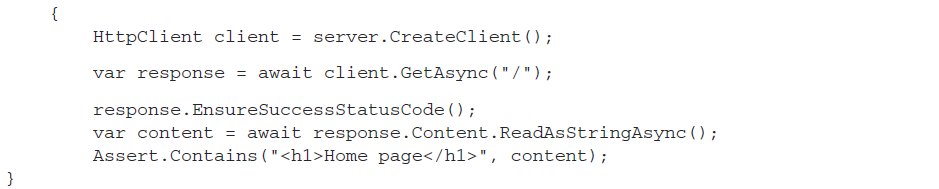 {
HttpClient client = server.CreateClient();
var response = await client.GetAsync("/");
response.EnsureSuccessStatusCode();
var content = await response.Content.ReadAsStringAsync();
Assert.Contains("<h1>Home page</h1>", content);
}